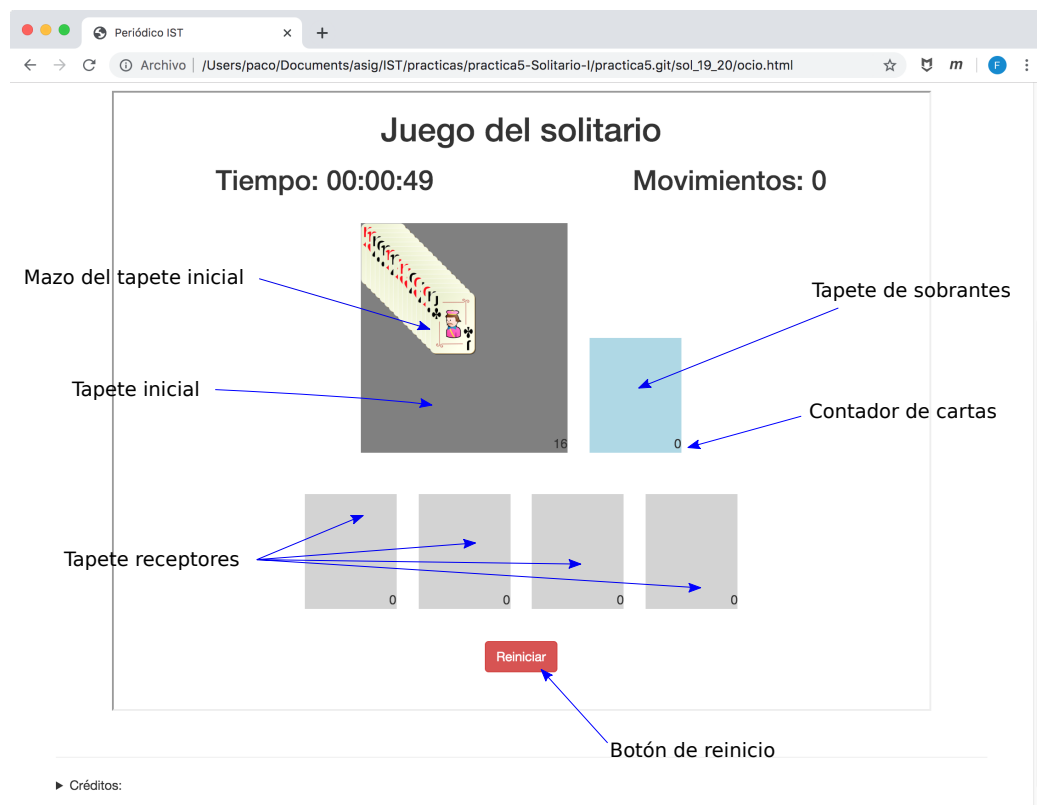 Periódico IST
Archivo | /Users/paco/Documents/asig/IST/practicas/practica5-Solitario-I/practica5.git/sol_19_20/ocio.html
m
F
Juego del solitario
Tiempo: 00:00:49
Movimientos: 0
Mazo del tapete inicial
J
J
Tapete de sobrantes
Tapete inicial
Contador de cartas
16
0
Tapete receptores
0
0
0
0
Reiniciar
Botón de reinicio
Créditos: